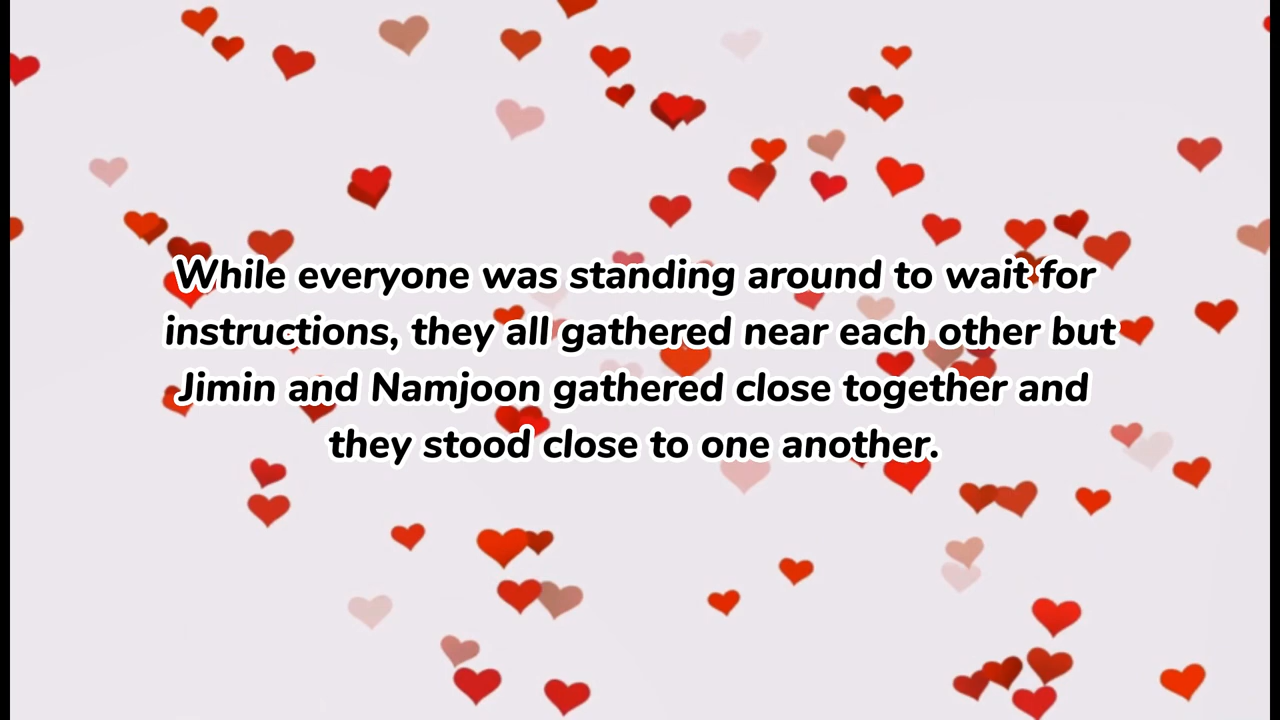 While everyone was standing around to wait for
instructions, they all gathered near each other but
Jimin and Namjoon gathered close together and
they stood close to one another.